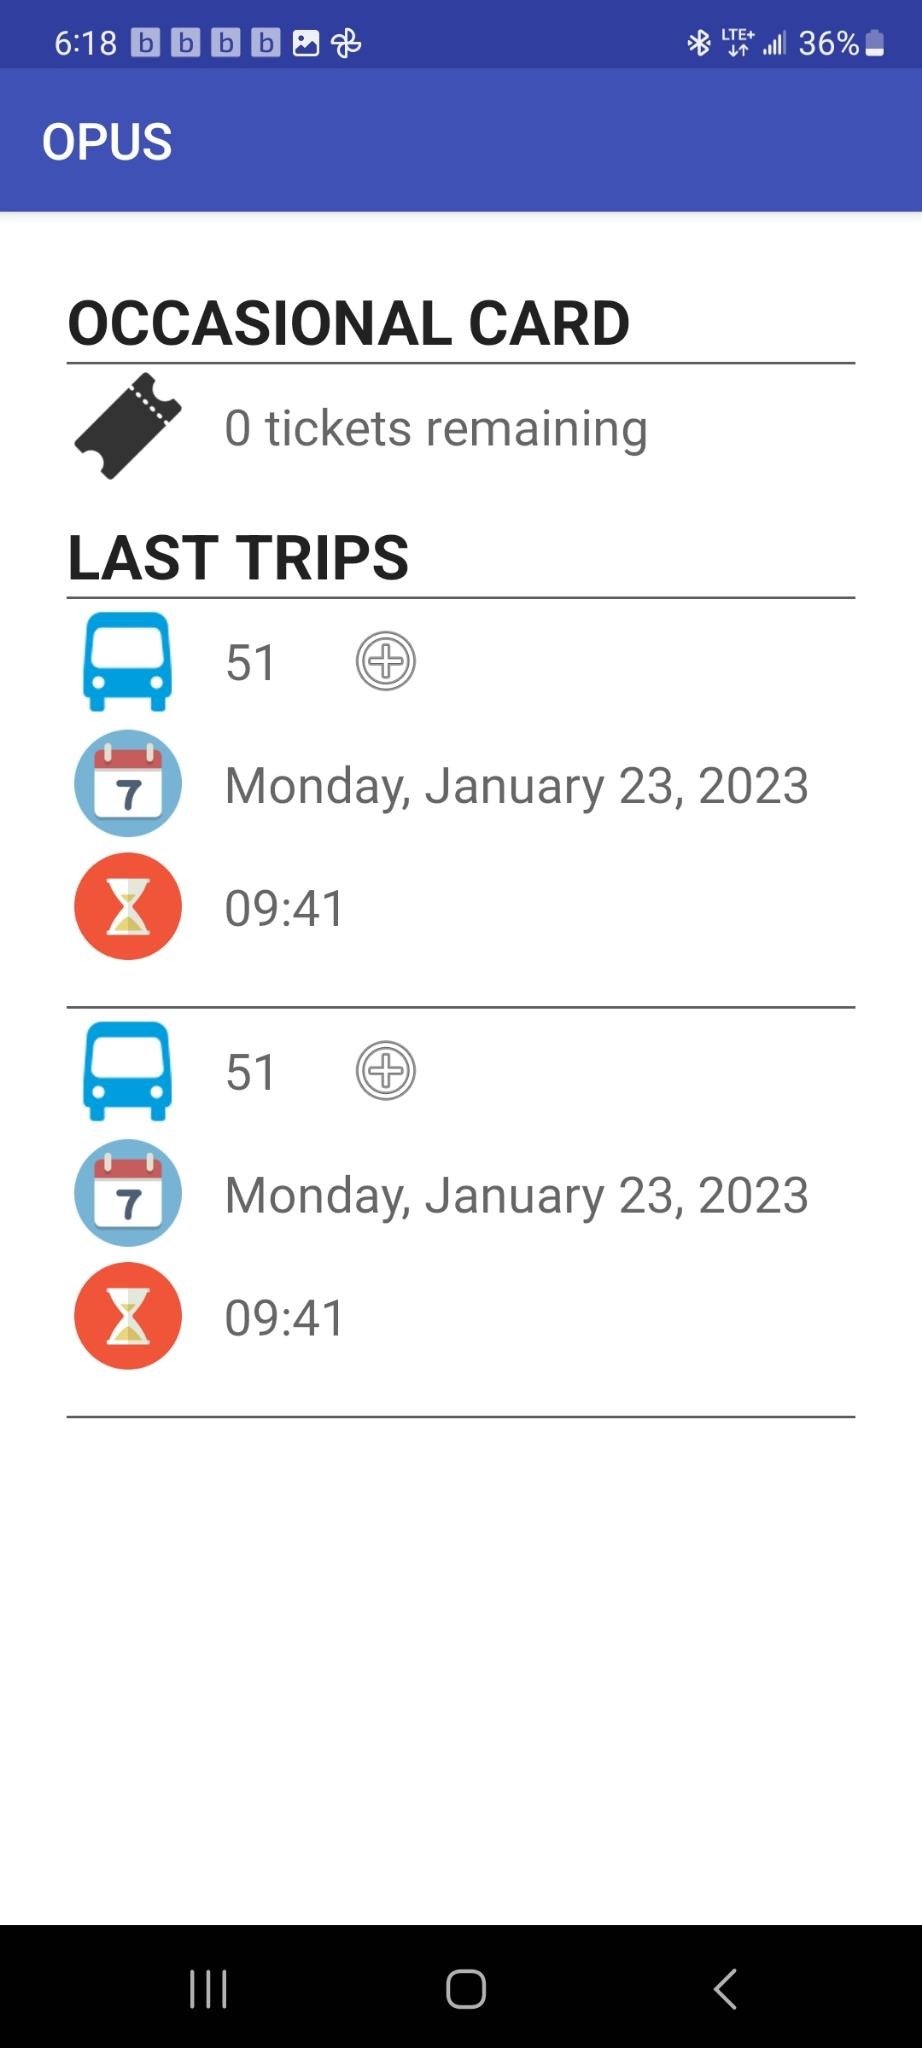 6:18 b b b b LTE+ 36%
OPUS
OCCASIONAL CARD
0 tickets remaining
LAST TRIPS
51
7 Monday, January 23, 2023
09:41
51
7 Monday, January 23, 2023
09:41